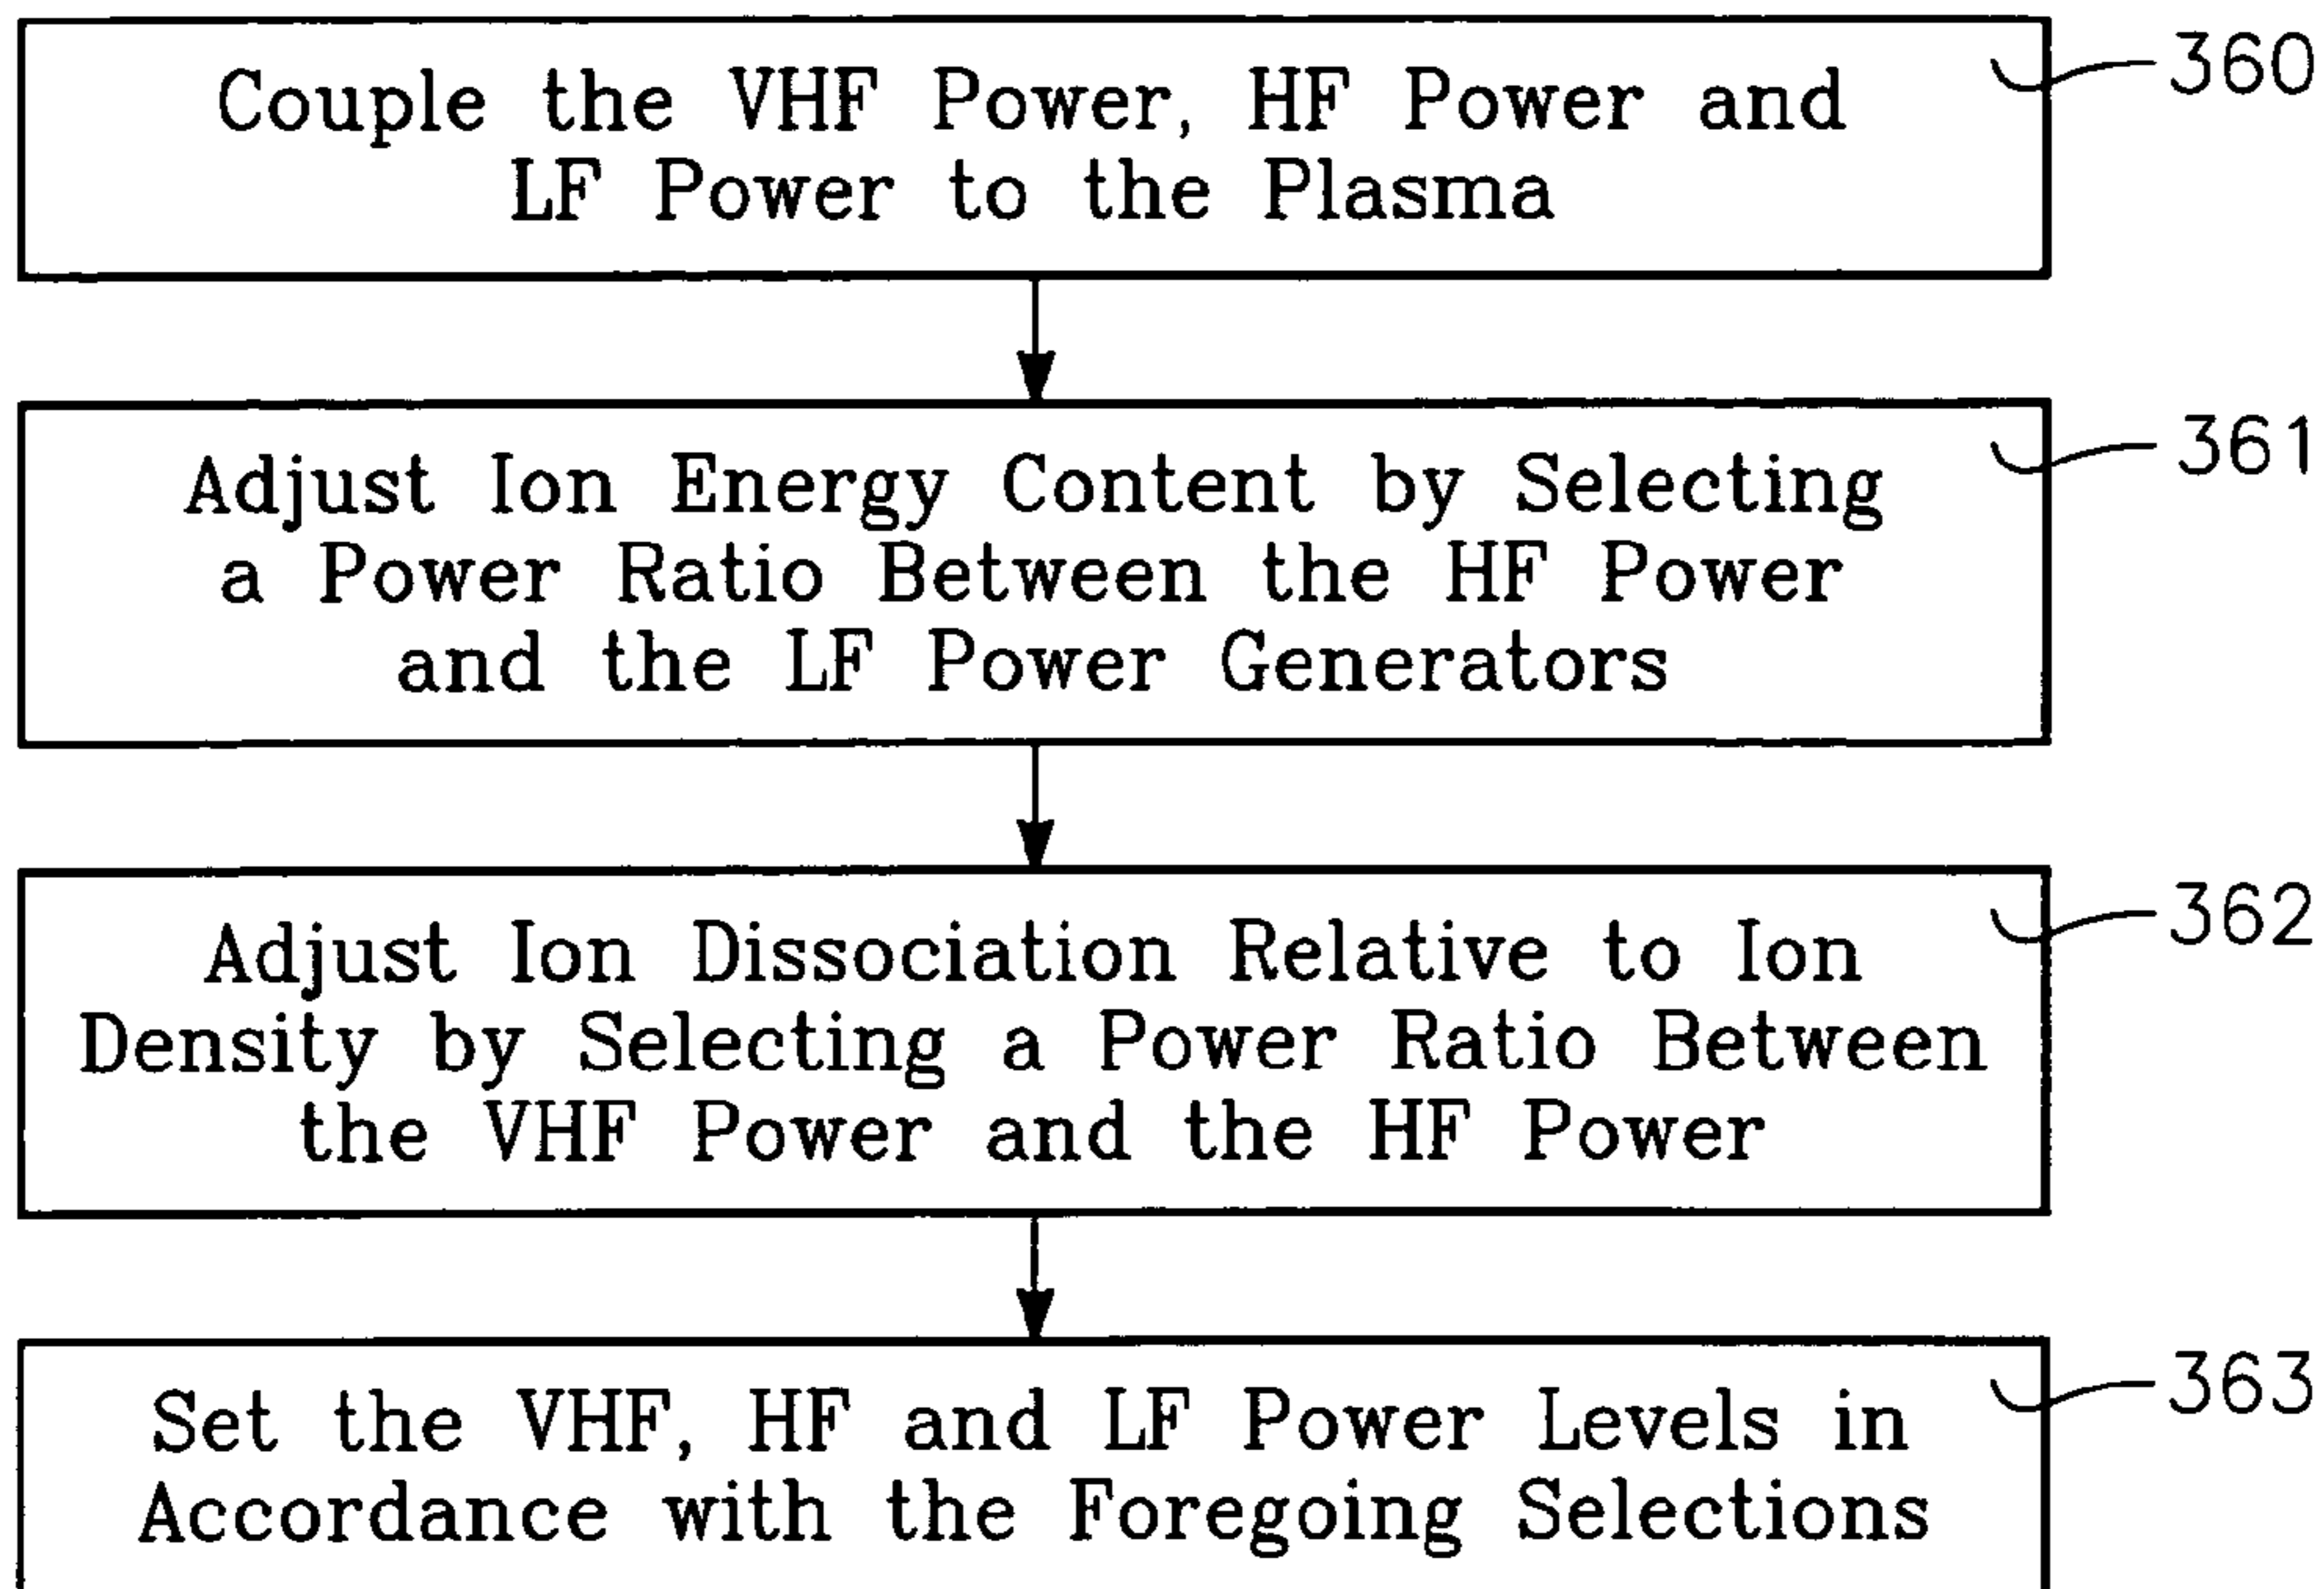 Couple the VHF Power, HF Power and
LF Power to the Plasma
360
Adjust Ion Energy Content by Selecting
a Power Ratio Between the HF Power
and the LF Power Generators
361
Adjust Ion Dissociation Relative to Ion
Density by Selecting a Power Ratio Between
the VHF Power and the HF Power
362
Set the VHF, HF and LF Power Levels in
Accordance with the Foregoing Selections
363